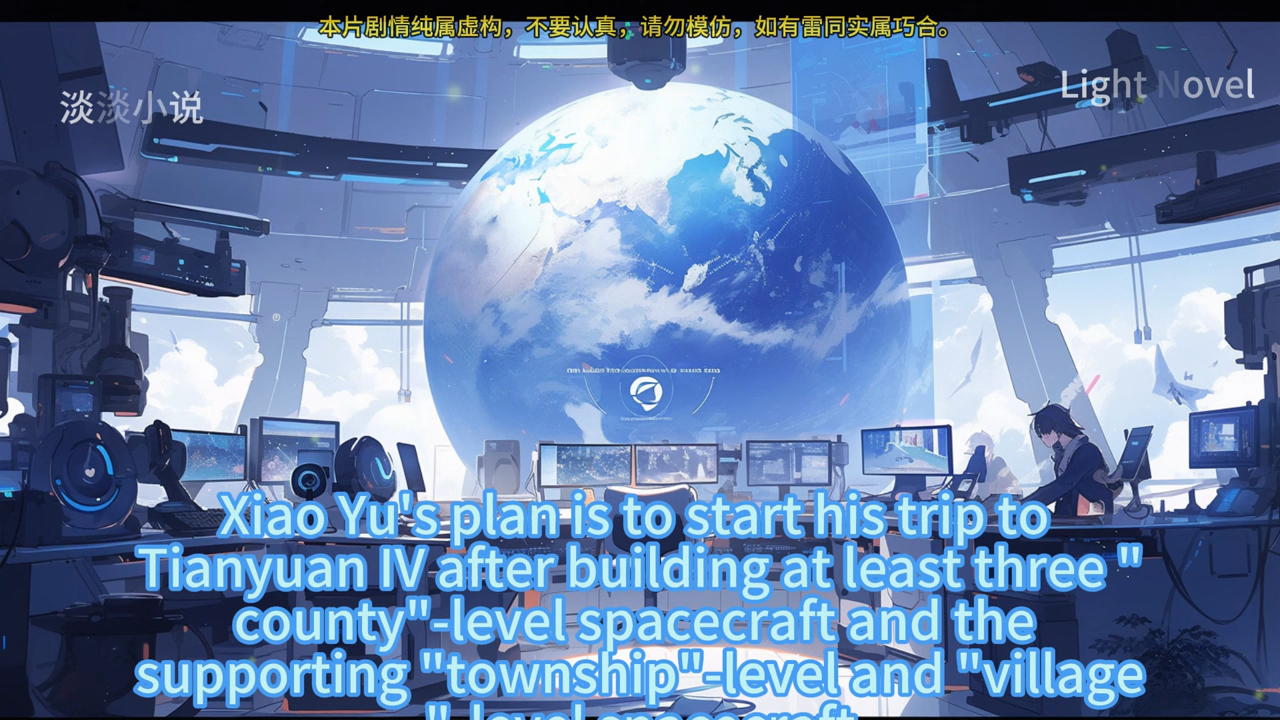 本片剧情纯属虚构，不要认真，请勿模仿，如有雷同实属巧合。
淡淡小说
Light Novel
Xiao Yu's plan is to start his trip to
Tianyuan IV after building at least three "
county"-level spacecraft and the
supporting "township"-level and "village
"-level spacecraft